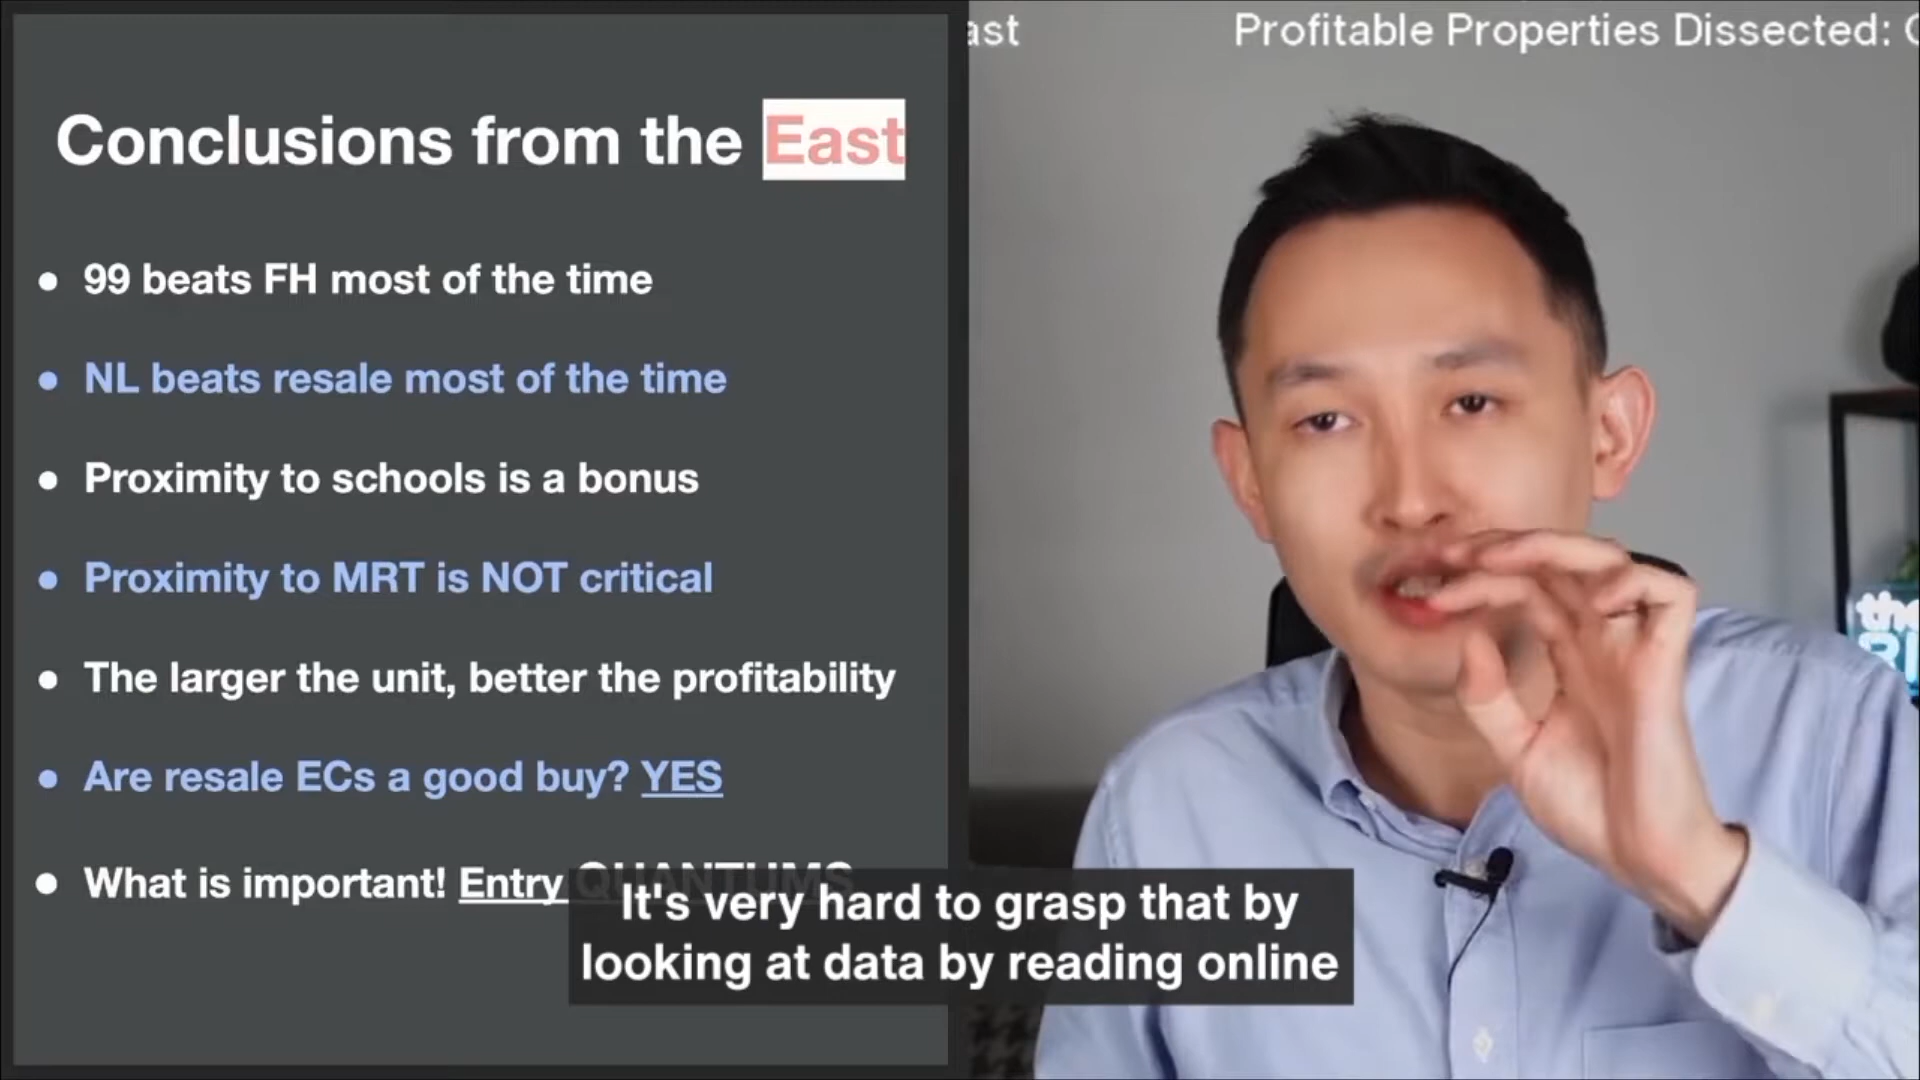 Profitable Properties Dissected:
Conclusions from the East
99 beats FH most of the time
NL beats resale most of the time
Proximity to schools is a bonus
Proximity to MRT is NOT critical
The larger the unit, better the profitability
Are resale ECs a good buy? YES
What is important! Entry QUANTUMS
It's very hard to grasp that by
looking at data by reading online